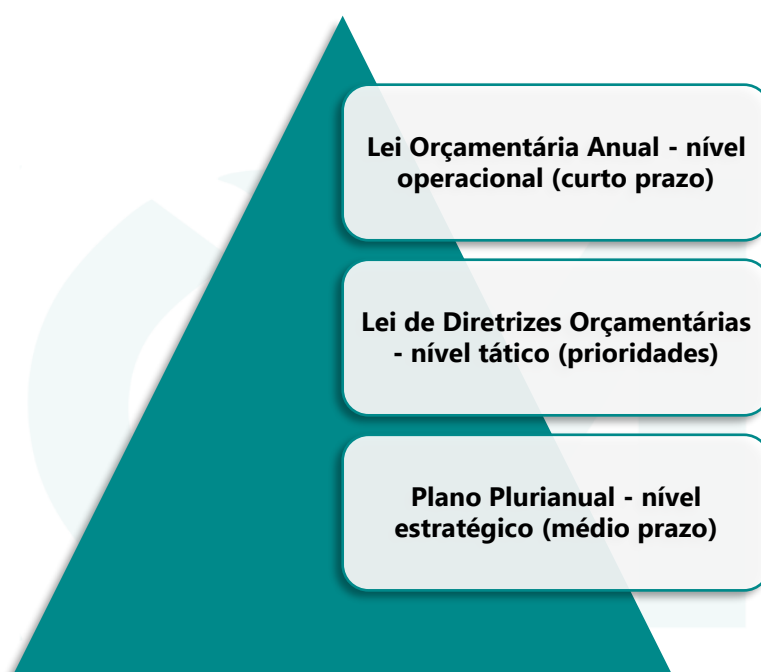 Lei Orçamentária Anual - nível
operacional (curto prazo)
Lei de Diretrizes Orçamentárias
- nível tático (prioridades)
Plano Plurianual - nível
estratégico (médio prazo)